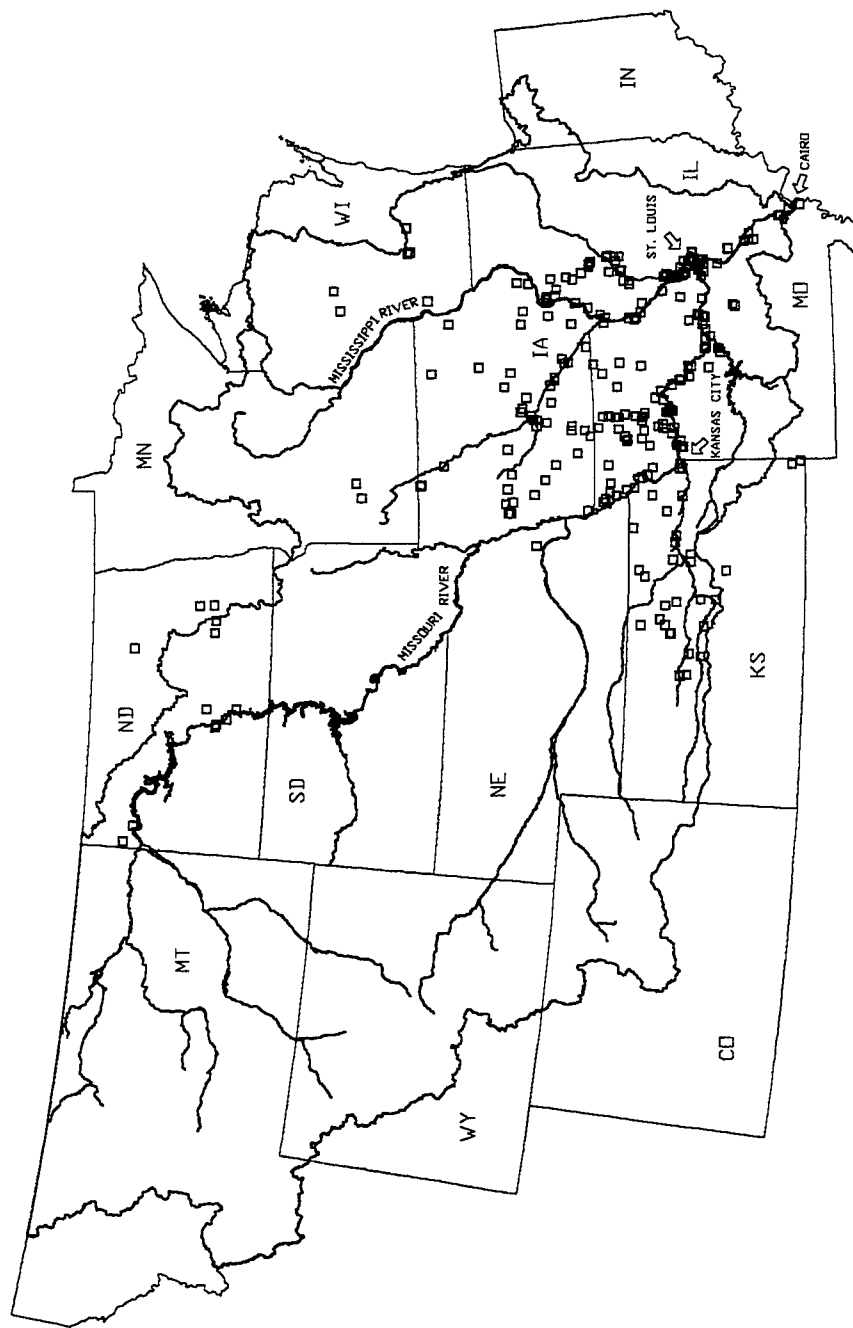 MT
ND
MN
WI
SD
MISSISSIPPI RIVER
MISSOURI RIVER
WY
NE
IA
IL
IN
CO
KS
MO
KANSAS CITY
ST. LOUIS
CAIRO